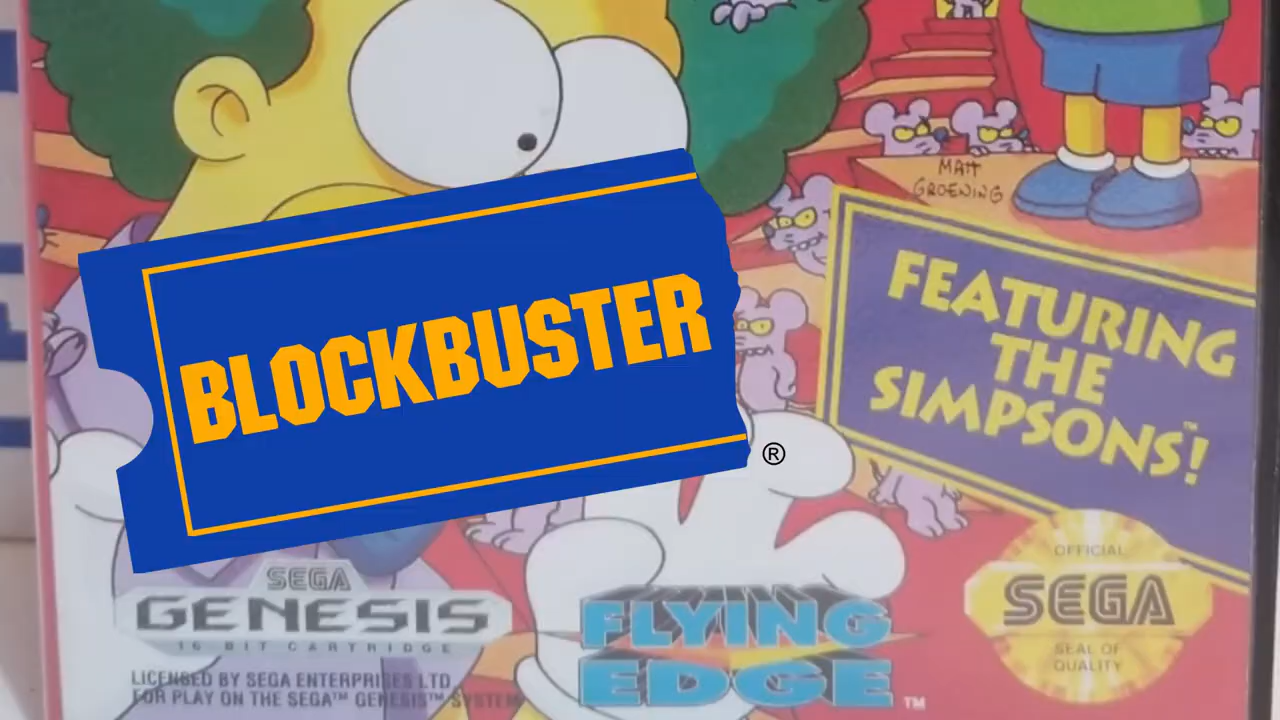 MATT
GROENING
FEATURING
THE
SIMPSONS!™
BLOCKBUSTER
®
SEGA
GENESIS
16 BIT CARTRIDGE
LICENSED BY SEGA ENTERPRISES LTD.
FOR PLAY ON THE SEGA™ GENESIS™ SYSTEM
FLYING
EDGE™
OFFICIAL
SEGA
SEAL OF
QUALITY